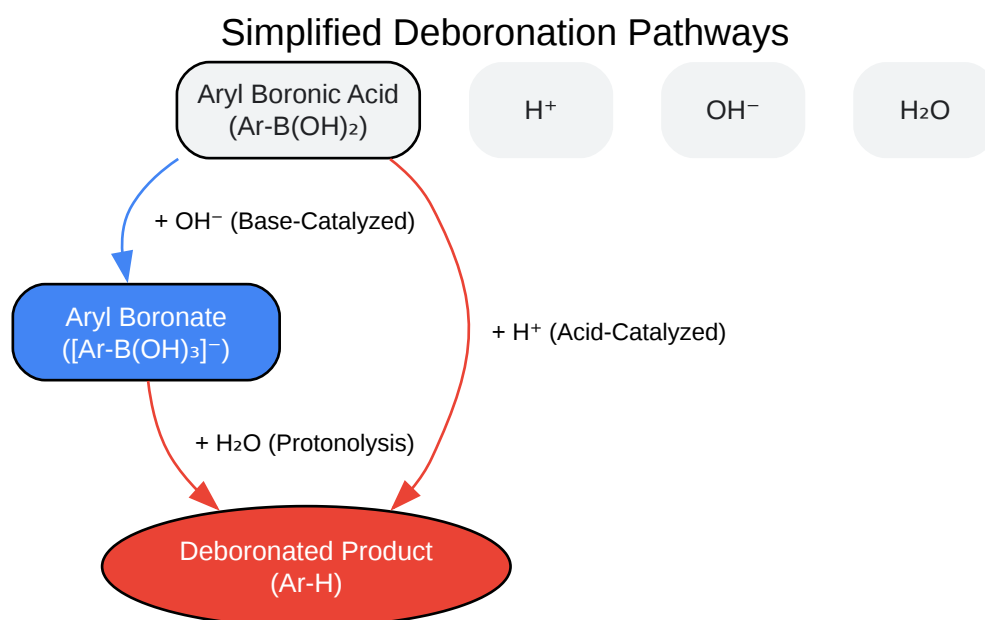 Simplified Deboronation Pathways
Aryl Boronic Acid
(Ar-B(OH)₂)
H⁺
OH⁻
H₂O
+ OH⁻ (Base-Catalyzed)
Aryl Boronate
([Ar-B(OH)₃]⁻)
+ H⁺ (Acid-Catalyzed)
+ H₂O (Protonolysis)
Deboronated Product
(Ar-H)